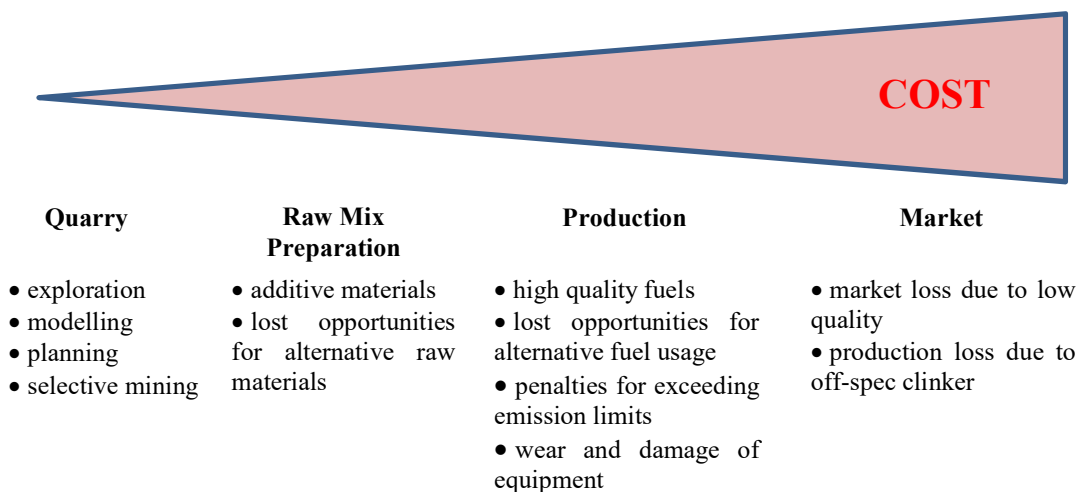 COST
Quarry
• exploration
• modelling
• planning
• selective mining
Raw Mix
Preparation
• additive materials
• lost opportunities
for alternative raw
materials
Production
• high quality fuels
• lost opportunities for
alternative fuel usage
• penalties for exceeding
emission limits
• wear and damage of
equipment
Market
• market loss due to low
quality
• production loss due to
off-spec clinker